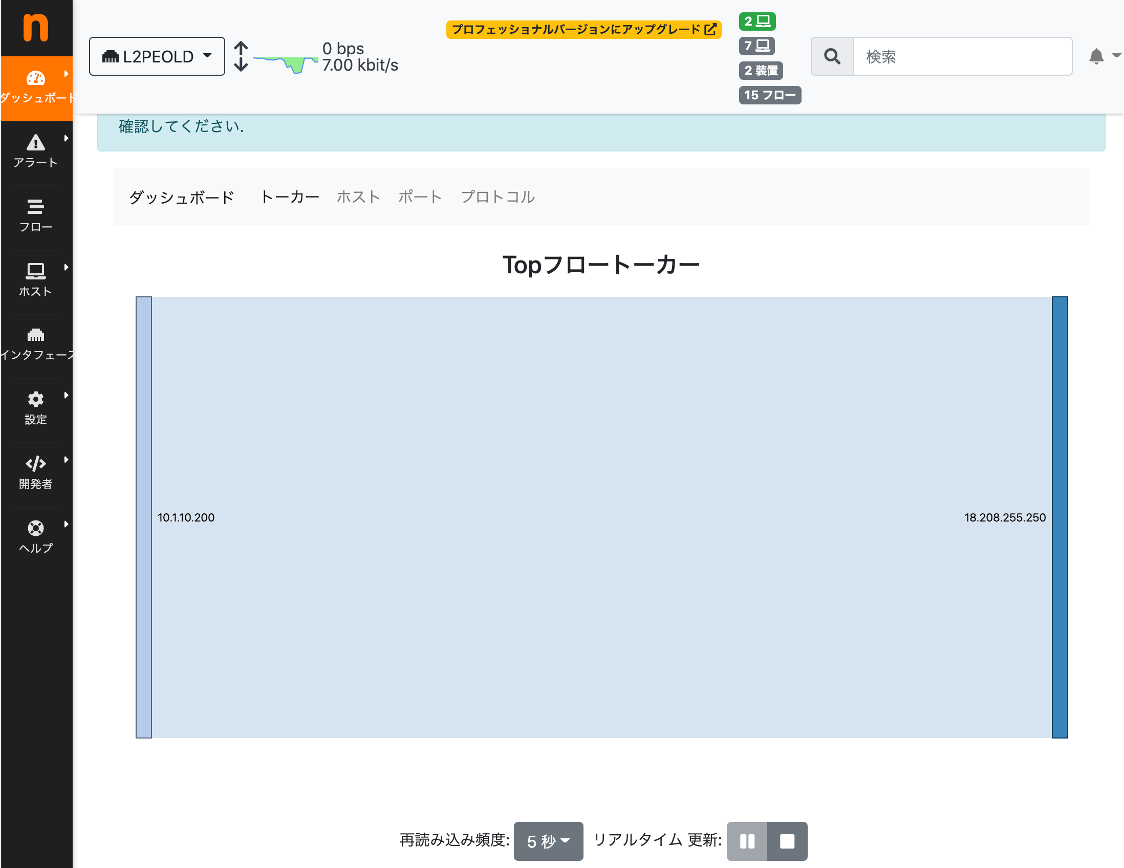 n
ダッシュボード
アラート
フロー
ホスト
インタフェース
設定
開発者
ヘルプ
L2PEOLD
0 bps
7.00 kbit/s
プロフェッショナルバージョンにアップグレード
2
7
2 装置
15 フロー
検索
確認してください.
ダッシュボード トーカー ホスト ポート プロトコル
Topフロートーカー
10.1.10.200
18.208.255.250
再読み込み頻度: 5 秒 リアルタイム 更新: